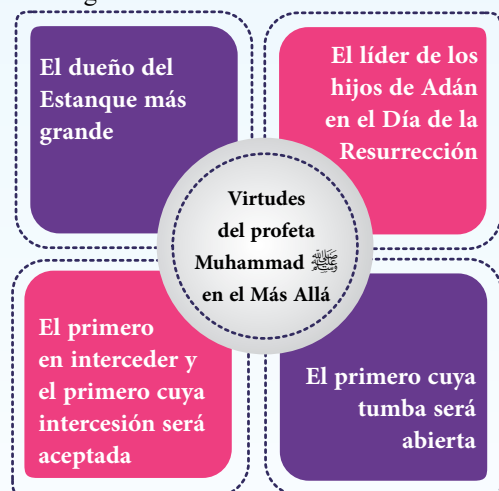 El dueño del
Estanque más
grande
El líder de los
hijos de Adán
en el Día de la
Resurrección
Virtudes
del profeta
Muhammad ﷺ
en el Más Allá
El primero
en interceder y
el primero cuya
intercesión será
aceptada
El primero cuya
tumba será
abierta